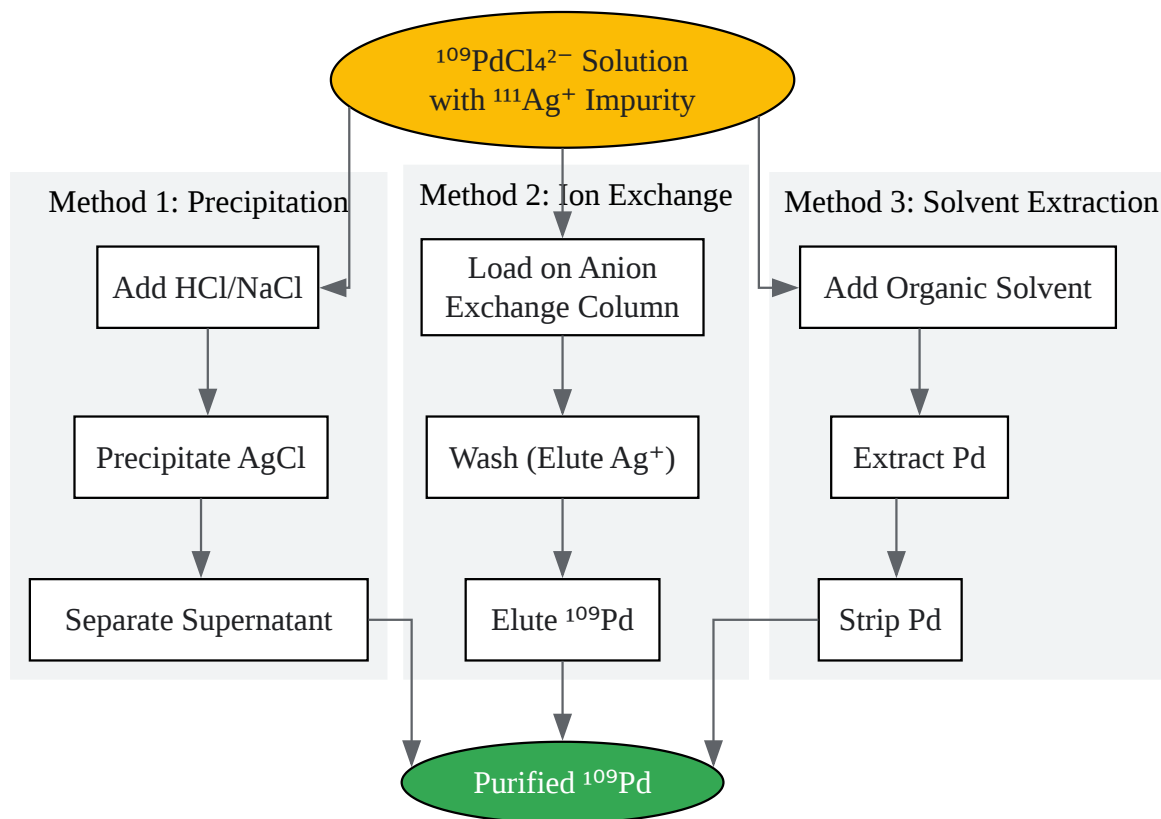 ¹⁰⁹PdCl₄²⁻ Solution
with ¹¹¹Ag⁺ Impurity
Method 1: Precipitation
Add HCl/NaCl
Precipitate AgCl
Separate Supernatant
Method 2: Ion Exchange
Load on Anion
Exchange Column
Wash (Elute Ag⁺)
Elute ¹⁰⁹Pd
Method 3: Solvent Extraction
Add Organic Solvent
Extract Pd
Strip Pd
Purified ¹⁰⁹Pd